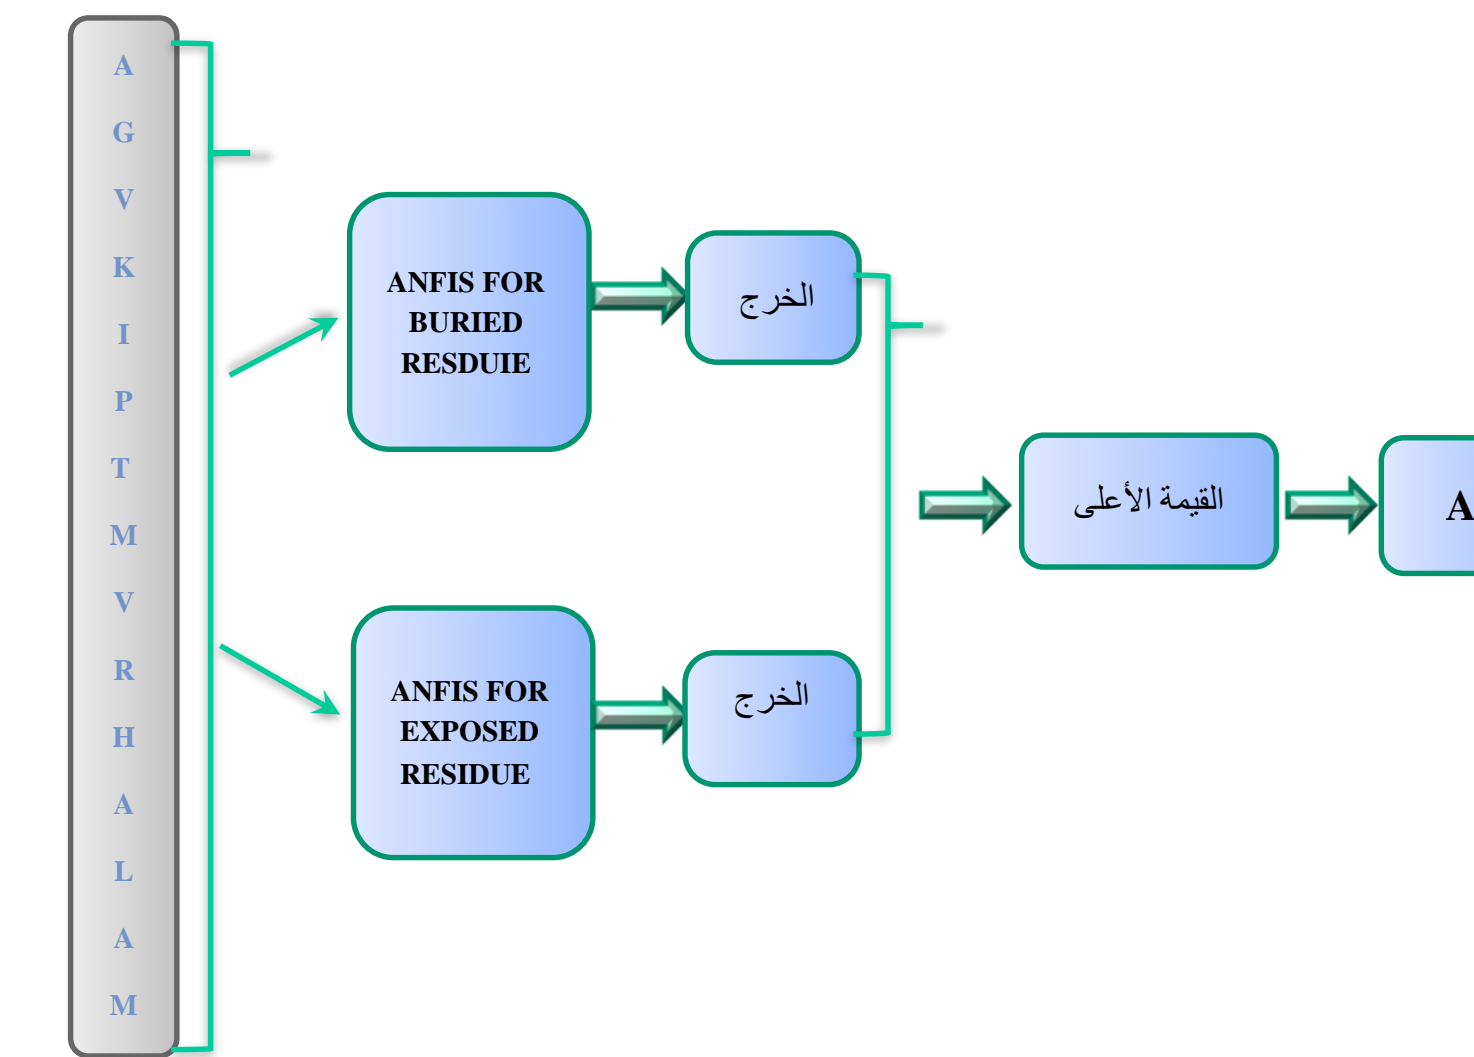 A
G
V
K
I
P
T
M
V
R
H
A
L
A
M
ANFIS FOR
BURIED
RESDUIE
الخرج
ANFIS FOR
EXPOSED
RESIDUE
الخرج
القيمة الأعلى
A